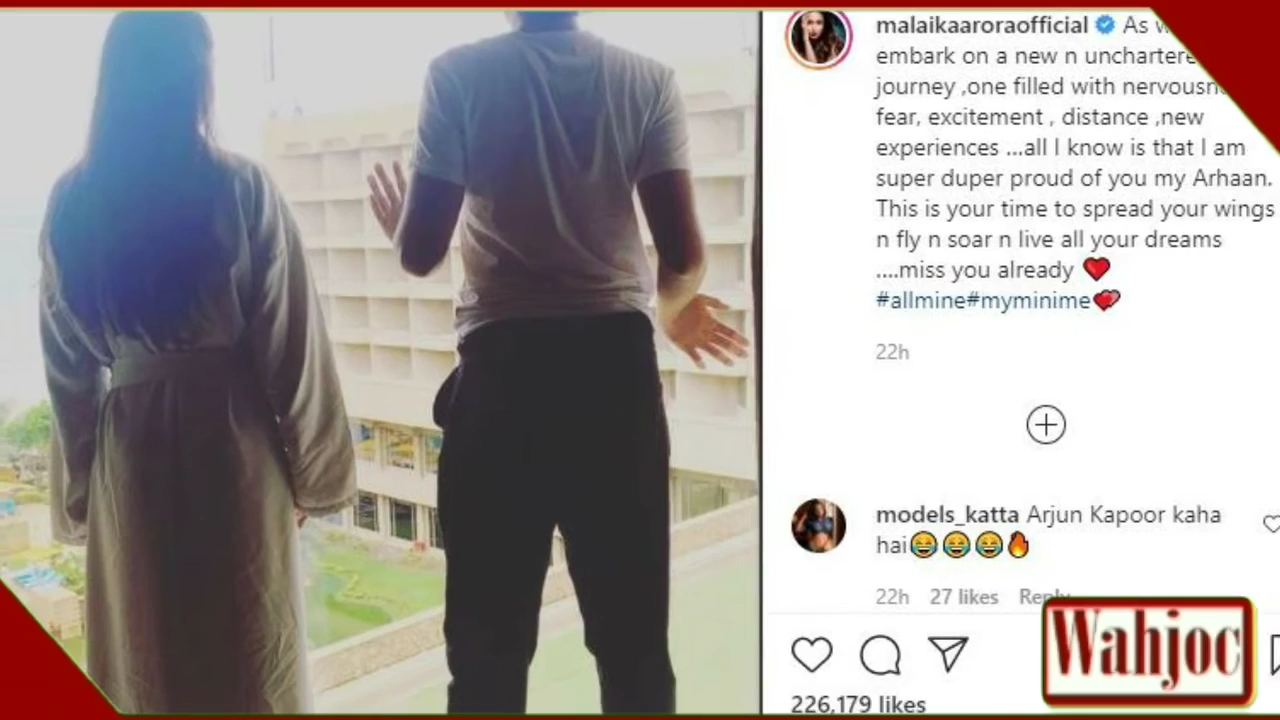 malaikaaroraofficial As
embark on a new n unchartere
journey ,one filled with
fear, excitement , distance ,new
experiences ...all I know is that I am
super duper proud of you my Arhaan.
This is your time to spread your wings
n fly n soar n live all your dreams
....miss you already ❤️
#allmine#myminime💕
22h
models_katta Arjun Kapoor kaha
hai😂😂😂🔥
22h 27 likes Reply
Wahjoc
226,179 likes